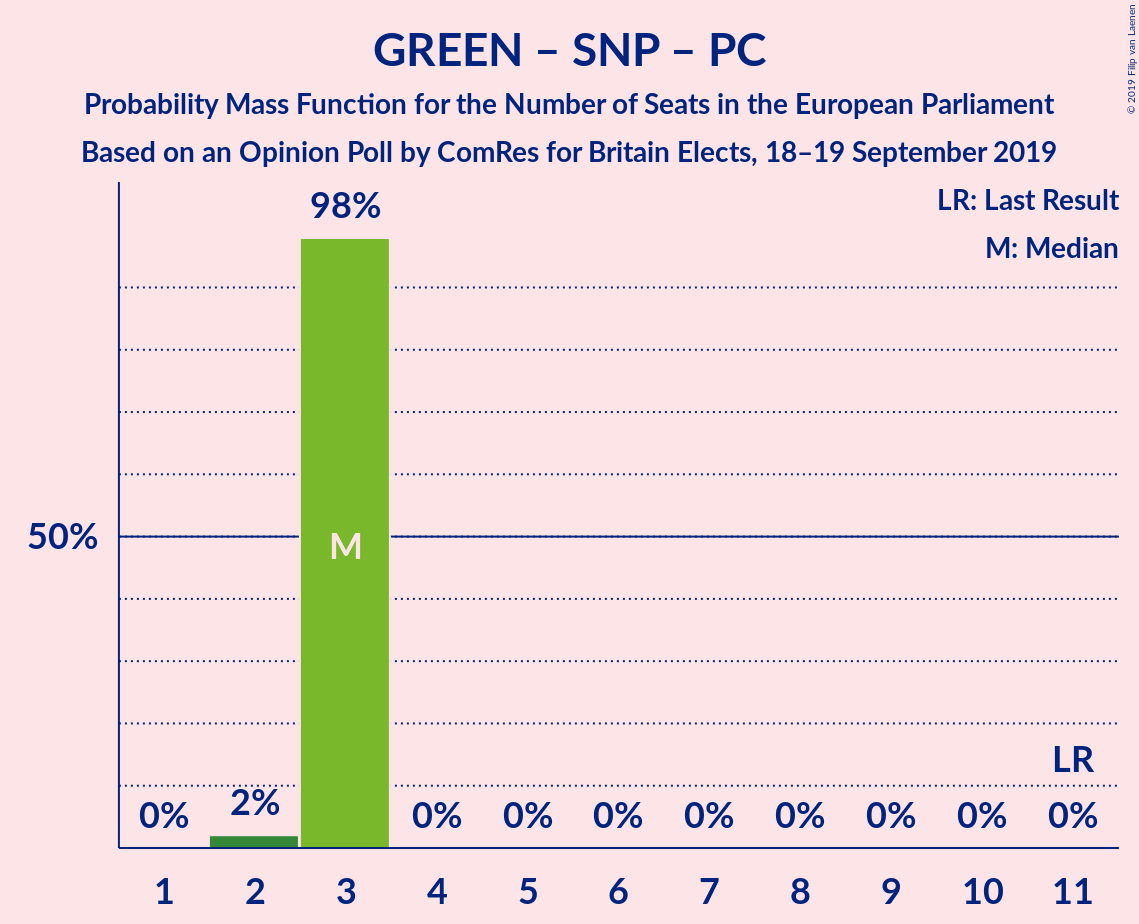 GREEN – SNP – PC
Probability Mass Function for the Number of Seats in the European Parliament
Based on an Opinion Poll by ComRes for Britain Elects, 18–19 September 2019
© 2019 Filip van Laenen
LR: Last Result
M: Median
98%
50%
M
LR
0% 2% 0% 0% 0% 0% 0% 0% 0% 0%
1 2 3 4 5 6 7 8 9 10 11